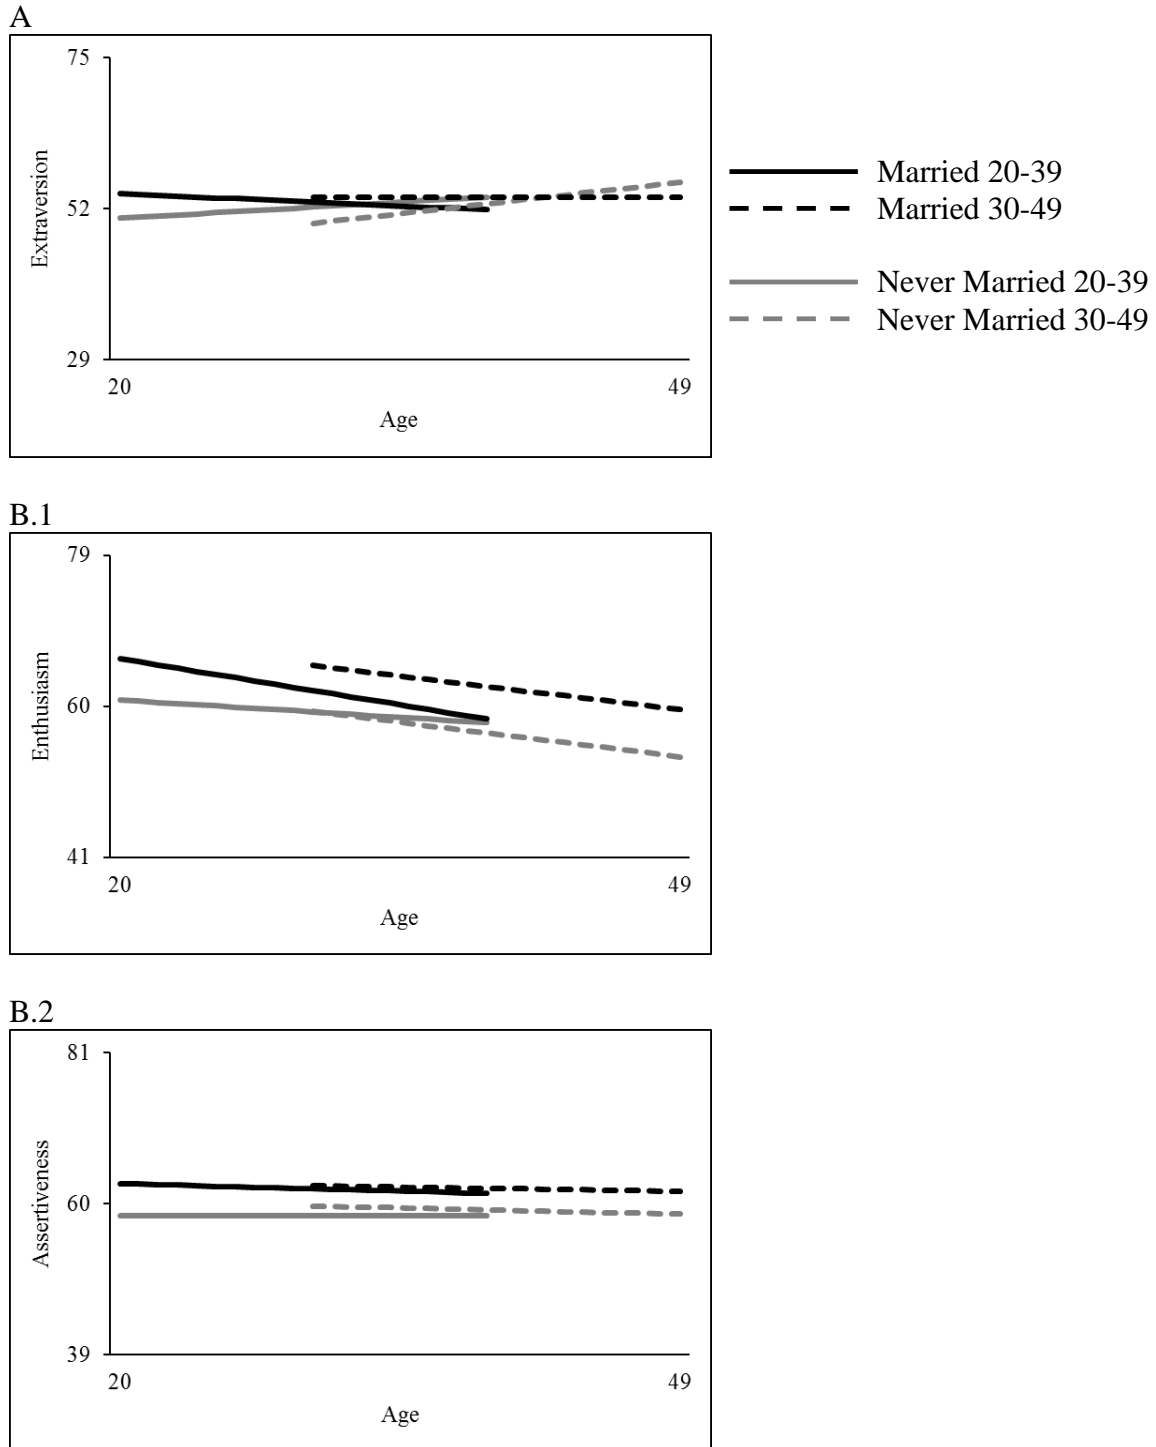 A
75
Extraversion
52
29
20
49
Age
Married 20-39
Married 30-49
Never Married 20-39
Never Married 30-49
B.1
79
Enthusiasm
60
41
20
49
Age
B.2
81
Assertiveness
60
39
20
49
Age